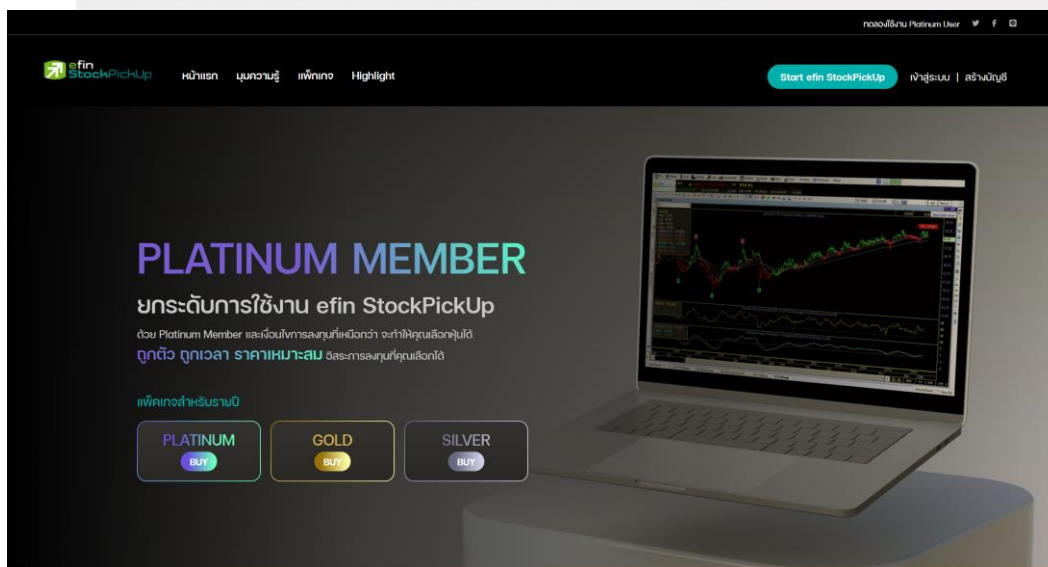 ทดลองใช้งาน Platinum User
efin
StockPickUp
หน้าแรก มุมความรู้ แพ็กเกจ Highlight
Start efin StockPickUp เข้าสู่ระบบ | สร้างบัญชี
PLATINUM MEMBER
ยกระดับการใช้งาน efin StockPickUp
ด้วย Platinum Member และเงื่อนไขการลงทุนที่เหนือกว่า จะทำให้คุณเลือกหุ้นได้
ถูกตัว ถูกเวลา ราคาเหมาะสม อิสระการลงทุนที่คุณเลือกได้
แพ็คเกจสำหรับรายปี
PLATINUM GOLD SILVER
BUY BUY BUY